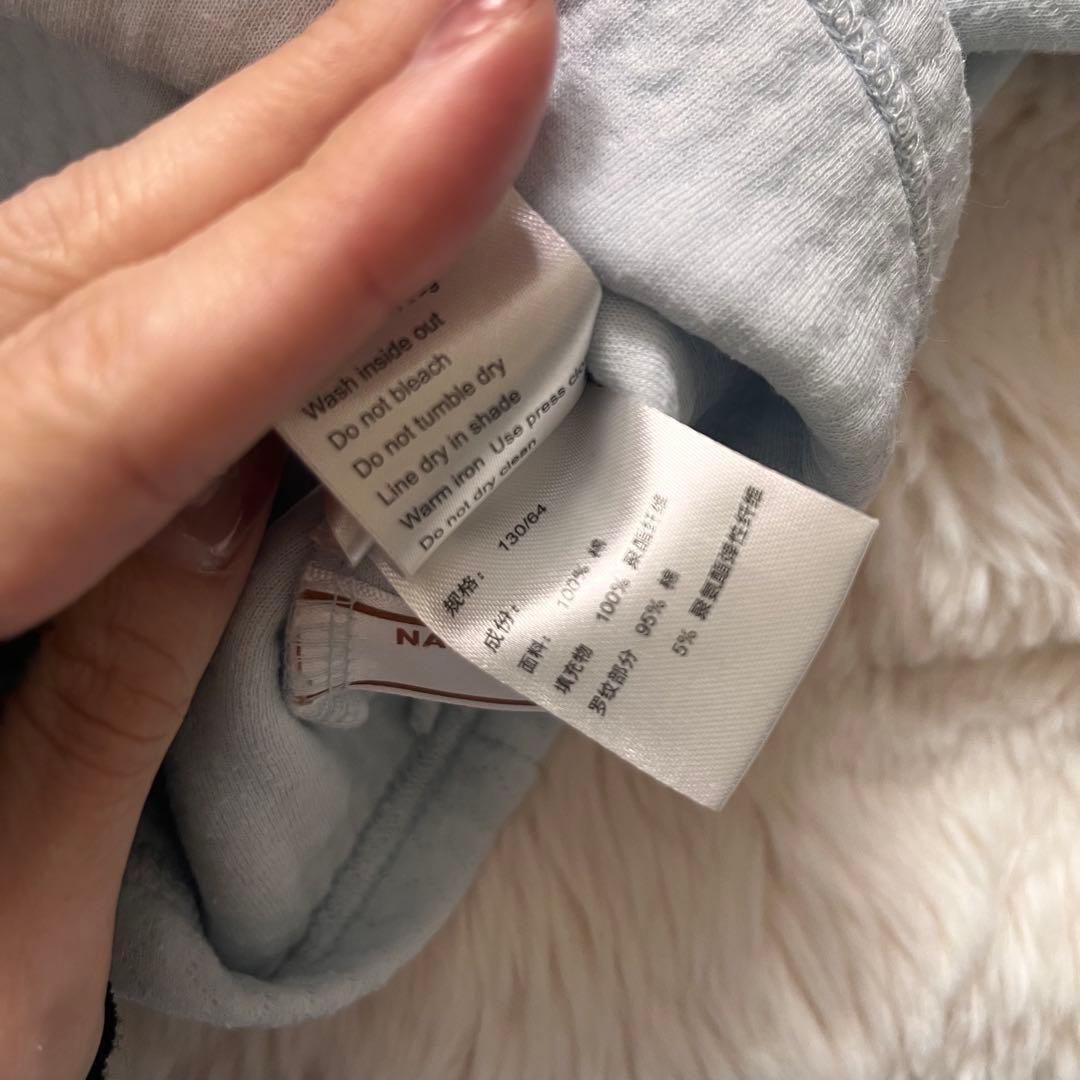 Wash inside out
Do not bleach
Do not tumble dry
Line dry in shade
Warm iron Use press
Do not dry clean
规格: 130/64
成份:
面料: 100% 棉
填充物 100% 聚酯纤维
罗纹部分 95% 棉
5% 聚氨酯弹性纤维
NA